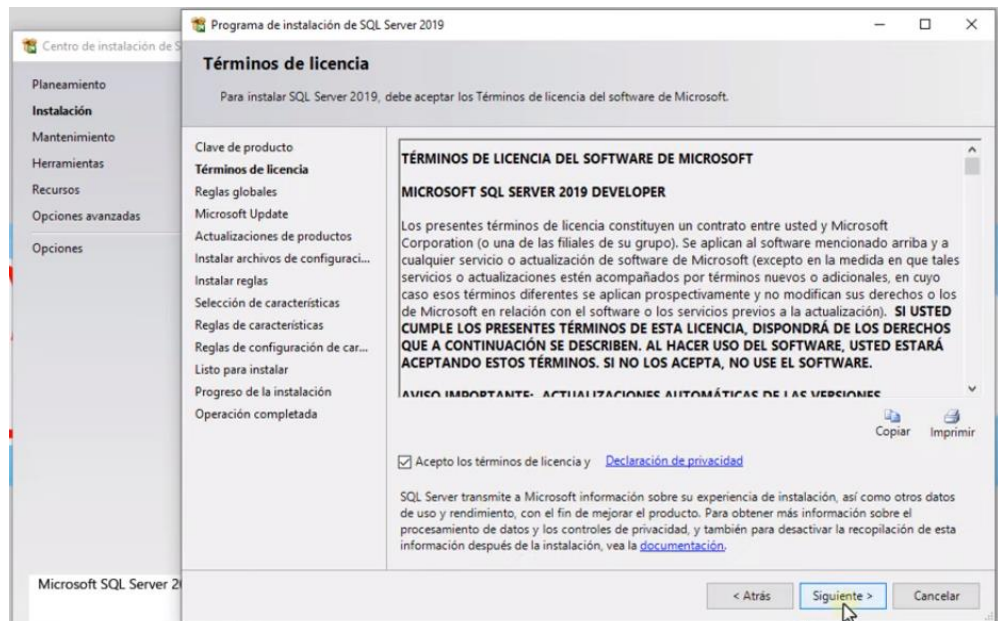 Programa de instalación de SQL Server 2019
Centro de instalación de S
Términos de licencia
Para instalar SQL Server 2019, debe aceptar los Términos de licencia del software de Microsoft.
Planeamiento
Instalación
Mantenimiento
Herramientas
Recursos
Opciones avanzadas
Opciones
Clave de producto
Términos de licencia
Reglas globales
Microsoft Update
Actualizaciones de productos
Instalar archivos de configuraci...
Instalar reglas
Selección de características
Reglas de características
Reglas de configuración de car...
Listo para instalar
Progreso de la instalación
Operación completada
TÉRMINOS DE LICENCIA DEL SOFTWARE DE MICROSOFT
MICROSOFT SQL SERVER 2019 DEVELOPER
Los presentes términos de licencia constituyen un contrato entre usted y Microsoft
Corporation (o una de las filiales de su grupo). Se aplican al software mencionado arriba y a
cualquier servicio o actualización de software de Microsoft (excepto en la medida en que tales
servicios o actualizaciones estén acompañados por términos nuevos o adicionales, en cuyo
caso esos términos diferentes se aplican prospectivamente y no modifican sus derechos o los
de Microsoft en relación con el software o los servicios previos a la actualización). SI USTED
CUMPLE LOS PRESENTES TÉRMINOS DE ESTA LICENCIA, DISPONDRÁ DE LOS DERECHOS
QUE A CONTINUACIÓN SE DESCRIBEN. AL HACER USO DEL SOFTWARE, USTED ESTARÁ
ACEPTANDO ESTOS TÉRMINOS. SI NO LOS ACEPTA, NO USE EL SOFTWARE.
AVISO IMPORTANTE: ACTUALIZACIONES AUTOMÁTICAS DE LAS VERSIONES
Copiar Imprimir
Acepto los términos de licencia y Declaración de privacidad
SQL Server transmite a Microsoft información sobre su experiencia de instalación, así como otros datos
de uso y rendimiento, con el fin de mejorar el producto. Para obtener más información sobre el
procesamiento de datos y los controles de privacidad, y también para desactivar la recopilación de esta
información después de la instalación, vea la documentación.
Microsoft SQL Server 20
< Atrás Siguiente > Cancelar